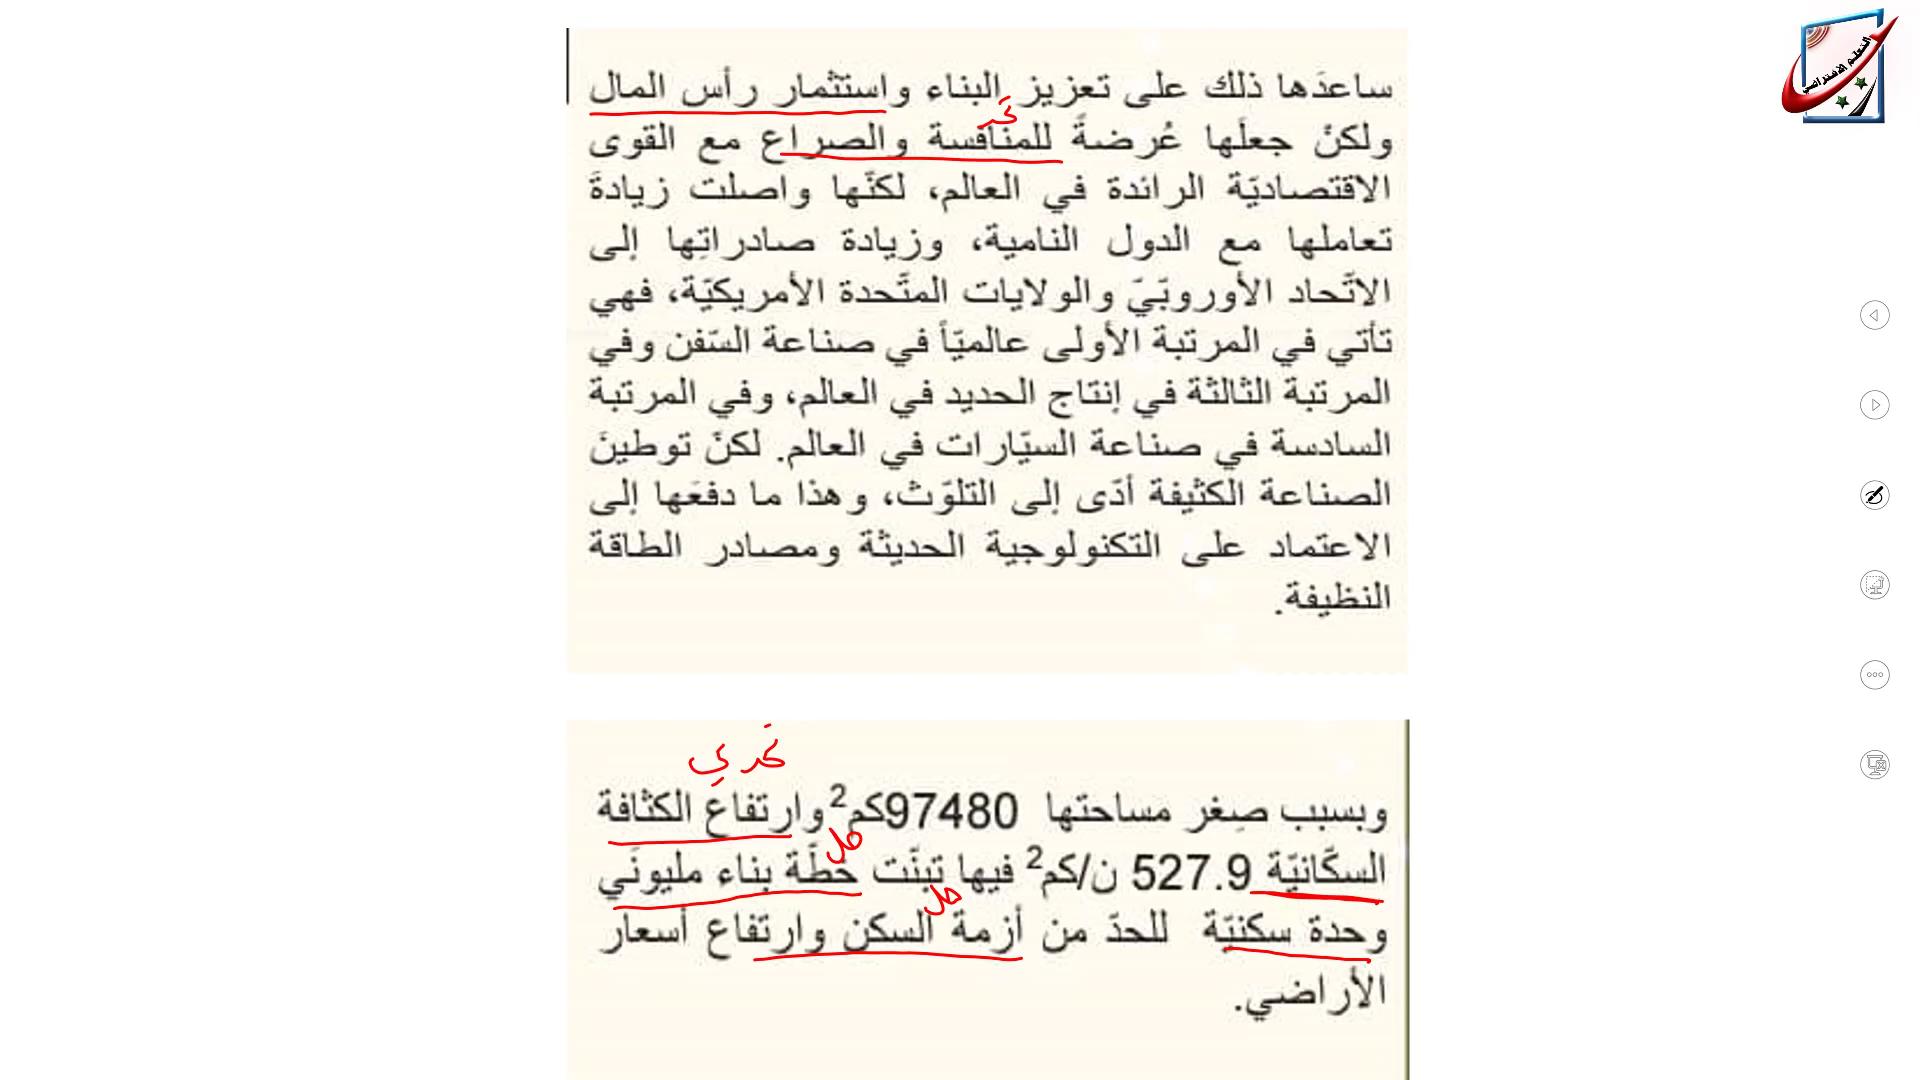 التعلم الافتراضي
ساعدَها ذلك على تعزيز البناء واستثمار رأس المال
تحد
ولكنْ جعلَها عُرضةً للمنافسة والصراع مع القوى
الاقتصاديّة الرائدة في العالم، لكنّها واصلت زيادةَ
تعاملها مع الدول النامية، وزيادة صادراتِها إلى
الاتّحاد الأوروبّيّ والولايات المتّحدة الأمريكيّة، فهي
تأتي في المرتبة الأولى عالميّاً في صناعة السّفن وفي
المرتبة الثالثة في إنتاج الحديد في العالم، وفي المرتبة
السادسة في صناعة السيّارات في العالم. لكنّ توطينَ
الصناعة الكثيفة أدّى إلى التلوّث، وهذا ما دفعَها إلى
الاعتماد على التكنولوجية الحديثة ومصادر الطاقة
النظيفة.
تحدي
وبسبب صِغر مساحتها 97480كم2 وارتفاع الكثافة
حل
السكّانيّة 527.9 ن/كم2 فيها تبنّت خطّة بناء مليونَي
حل
وحدة سكنيّة للحدّ من أزمة السكن وارتفاع أسعار
الأراضي.